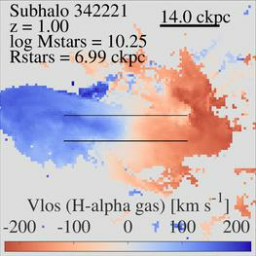 Subhalo 342221
14.0 ckpc
z = 1.00
log Mstars = 10.25
Rstars = 6.99 ckpc
Vlos (H-alpha gas) [km s⁻¹]
-200 -100 0 100 200